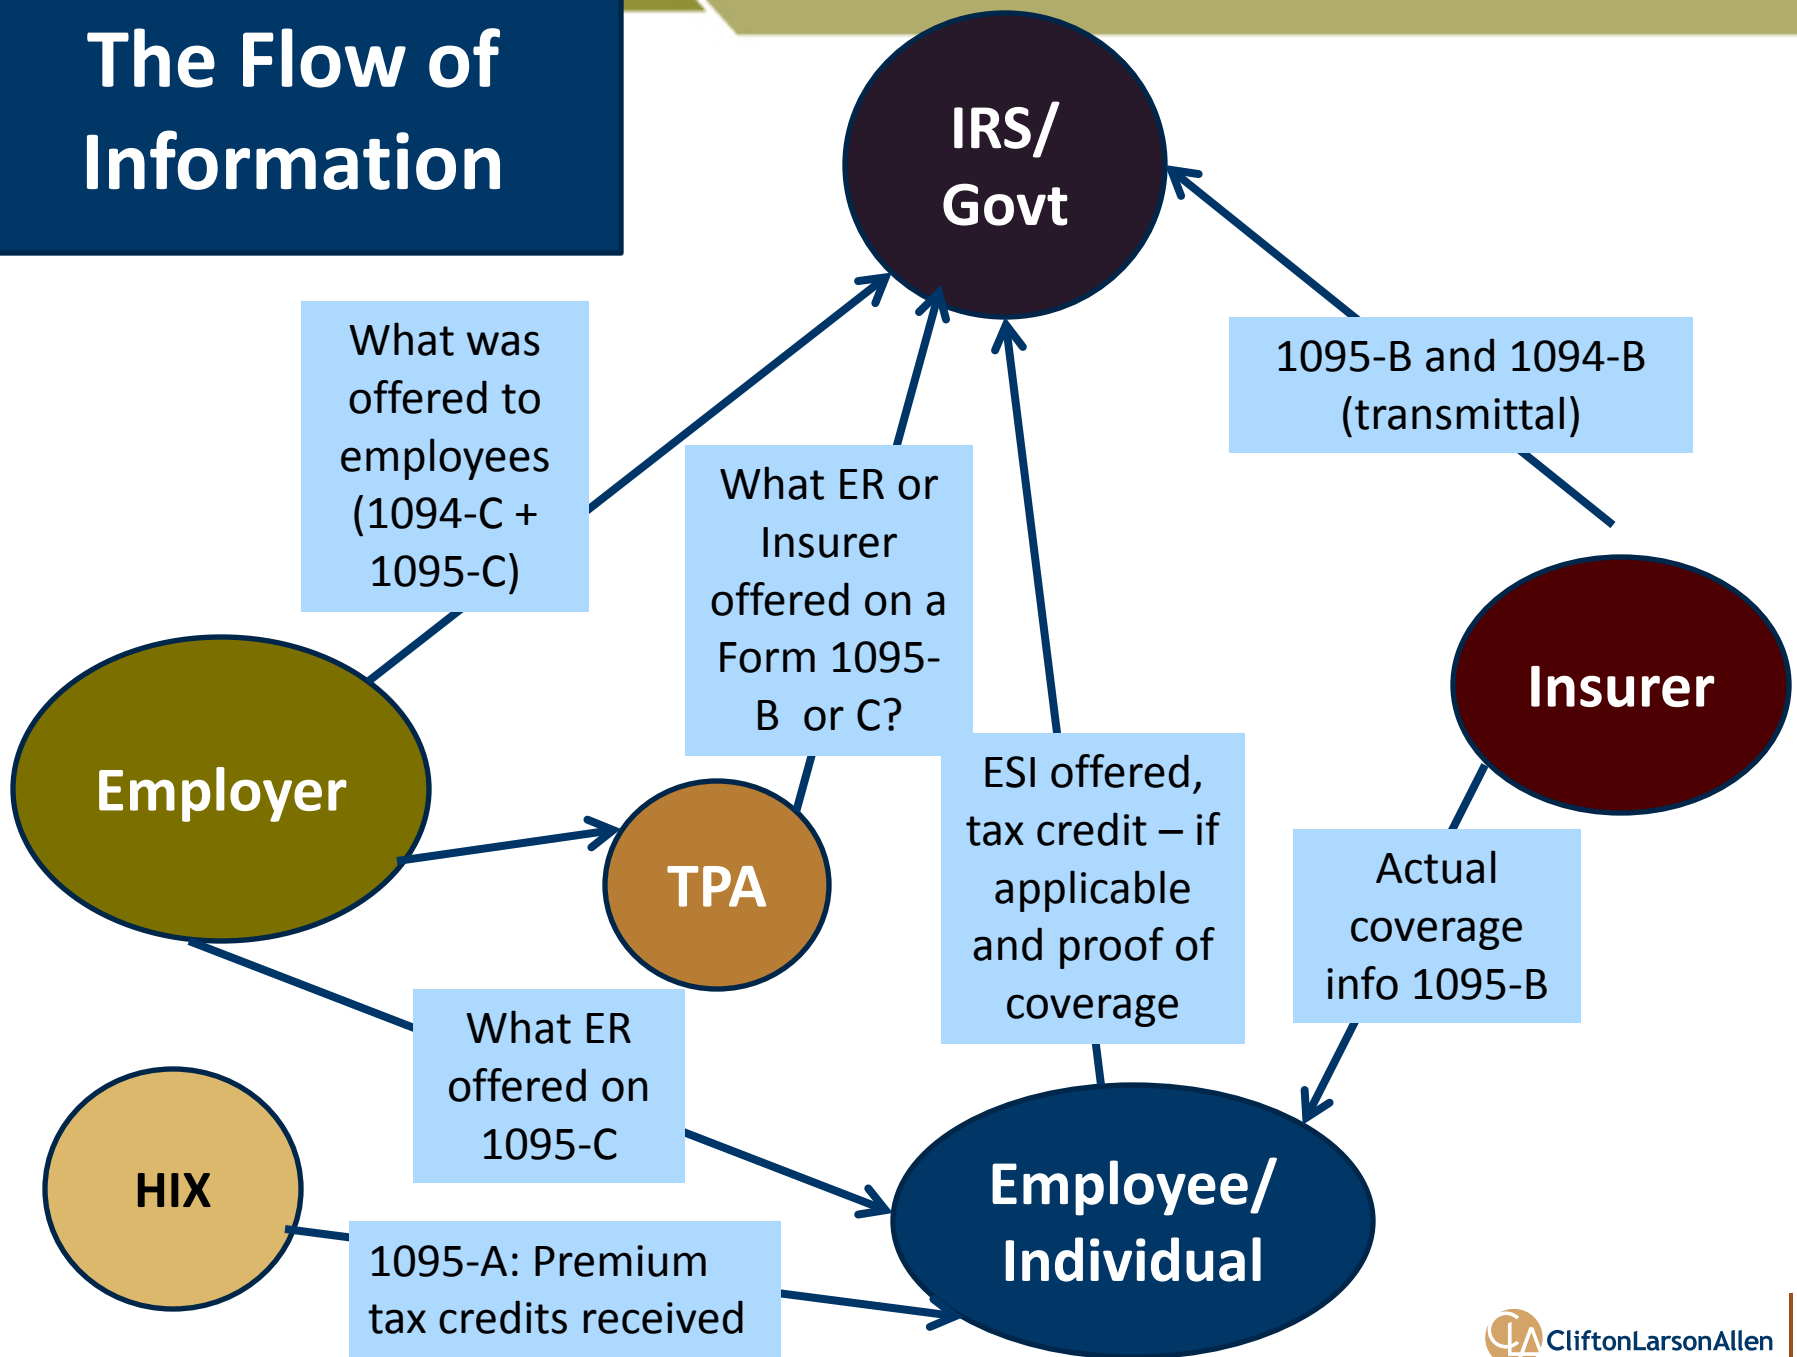 The Flow of
Information
IRS/
Govt
What was
offered to
employees
(1094-C +
1095-C)
1095-B and 1094-B
(transmittal)
What ER or
Insurer
offered on a
Form 1095-
B or C?
Insurer
Employer
TPA
ESI offered,
tax credit – if
applicable
and proof of
coverage
Actual
coverage
info 1095-B
What ER
offered on
1095-C
HIX
Employee/
Individual
1095-A: Premium
tax credits received
CLA CliftonLarsonAllen